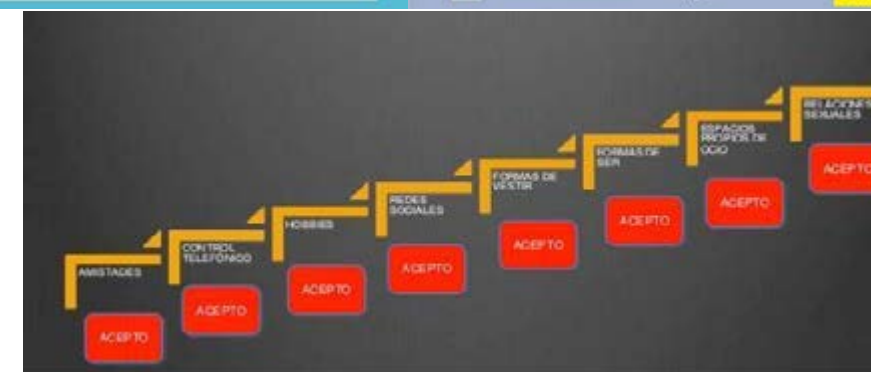 AMISTADES
ACEPTO
CONTROL
TELEFÓNICO
ACEPTO
HOBBIES
ACEPTO
REDES
SOCIALES
ACEPTO
FORMAS DE
VESTIR
ACEPTO
FORMAS DE
SER
ACEPTO
ESPACIOS
PROPIOS DE
OCIO
ACEPTO
RELACIONES
SEXUALES
ACEPTO